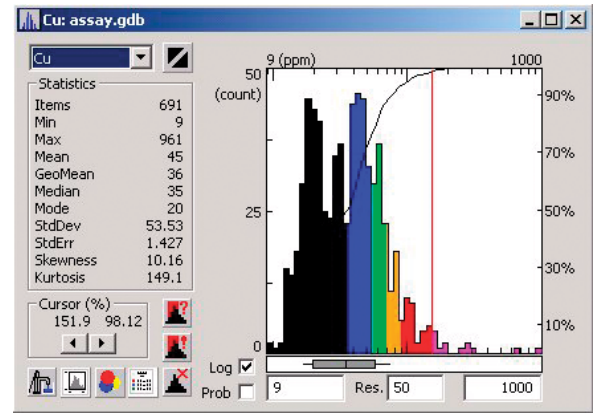 Cu: assay.gdb
Cu
Statistics
Items 691
Min 9
Max 961
Mean 45
GeoMean 36
Median 35
Mode 20
StdDev 53.53
StdErr 1.427
Skewness 10.16
Kurtosis 149.1
Cursor (%)
151.9 98.12
9 (ppm) 1000
50
(count)
25
0
90%
70%
50%
30%
10%
Log
Prob
9 Res. 50 1000